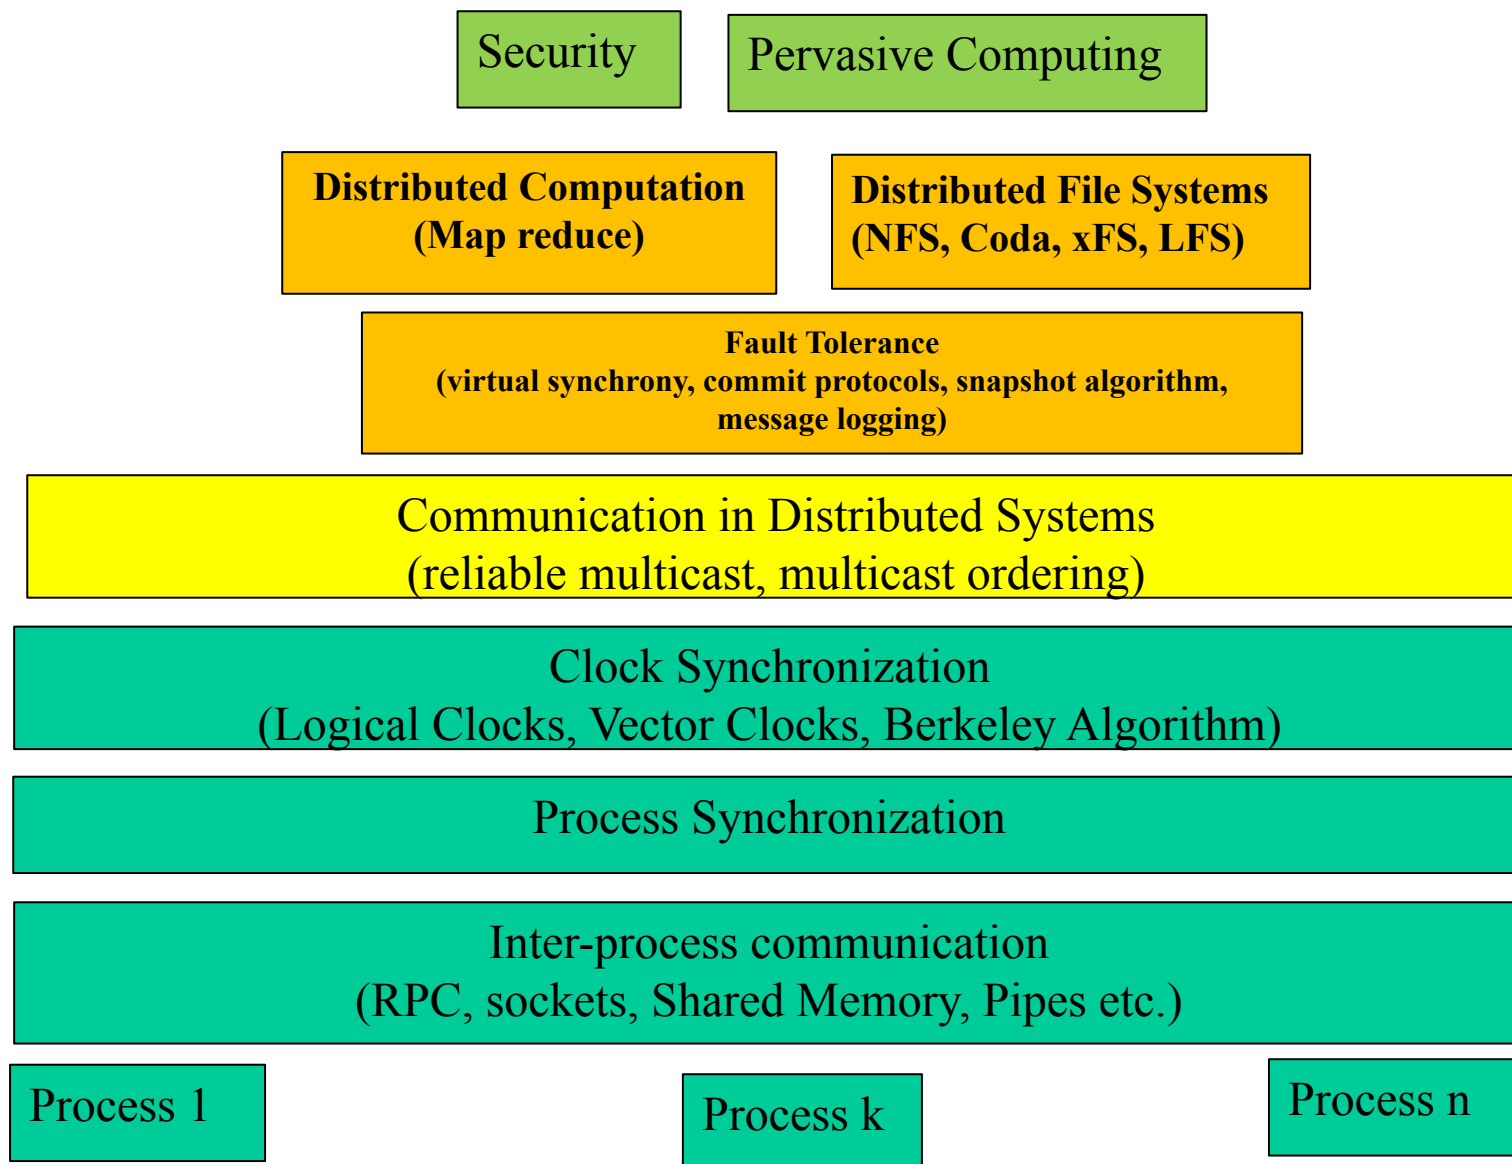 Security
Pervasive Computing
Distributed Computation
(Map reduce)
Distributed File Systems
(NFS, Coda, xFS, LFS)
Fault Tolerance
(virtual synchrony, commit protocols, snapshot algorithm,
message logging)
Communication in Distributed Systems
(reliable multicast, multicast ordering)
Clock Synchronization
(Logical Clocks, Vector Clocks, Berkeley Algorithm)
Process Synchronization
Inter-process communication
(RPC, sockets, Shared Memory, Pipes etc.)
Process 1
Process k
Process n